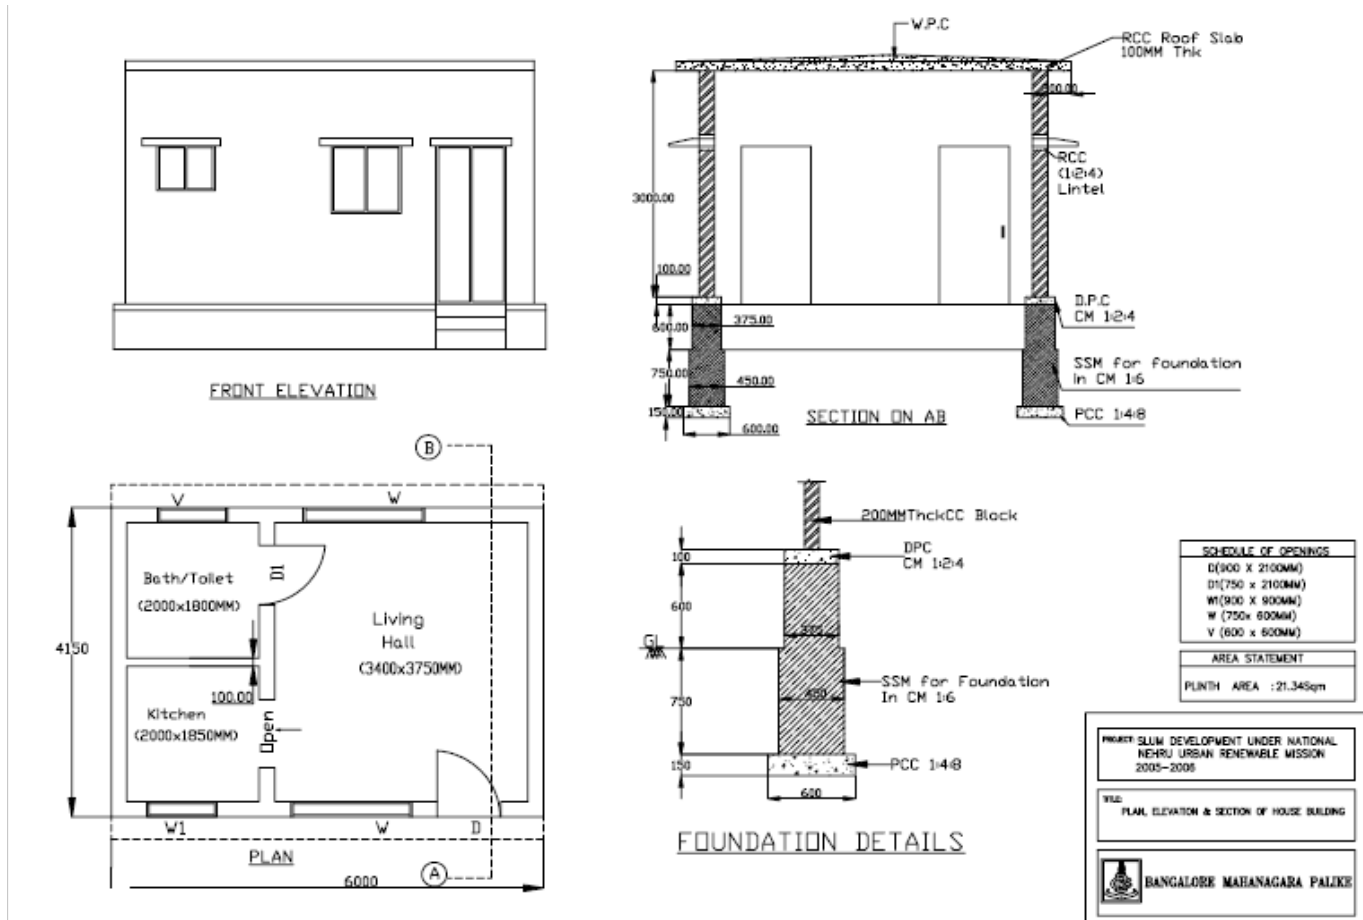 W.P.C
RCC Roof Slab
100MM Thk
3000.00
RCC
(1:2:4)
Lintel
100.00
600.00
375.00
D.P.C
CM 1:2:4
750.00
450.00
SSM for foundation
In CM 1:6
150.00
600.00
PCC 1:4:8
FRONT ELEVATION
SECTION ON AB
B
V
W
Bath/Toilet
(2000x1800MM)
D1
Living
Hall
(3400x3750MM)
4150
100.00
Kitchen
(2000x1850MM)
Open
W1
W
D
PLAN
6000
A
200MMThckCC Block
100
DPC
CM 1:2:4
600
GL
450
750
SSM for Foundation
In CM 1:6
150
PCC 1:4:8
600
FOUNDATION DETAILS
SCHEDULE OF OPENINGS
D(900 X 2100MM)
D1(750 x 2100MM)
W1(900 X 900MM)
W (750x 600MM)
V (600 x 600MM)
AREA STATEMENT
PLINTH AREA :21.34Sqm
PROJECT: SLUM DEVELOPMENT UNDER NATIONAL
NEHRU URBAN RENEWABLE MISSION
2005-2006
TITLE:
PLAN, ELEVATION & SECTION OF HOUSE BUILDING
BANGALORE MAHANAGARA PALIKE